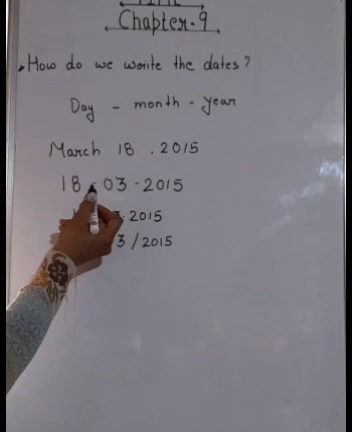 Chapter-9
How do we write the dates?
Day - month - year
March 18 . 2015
18-03-2015
2015
3/2015